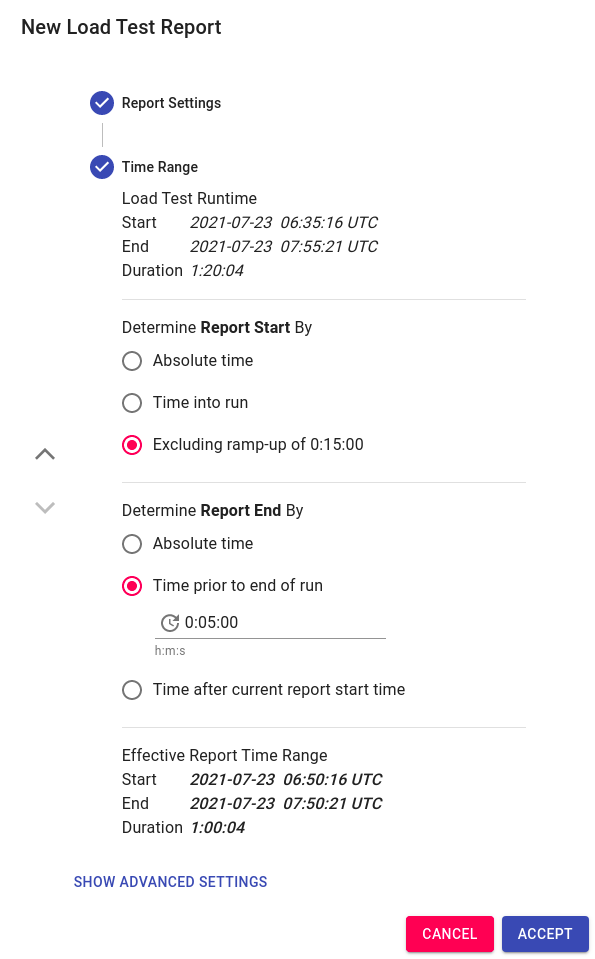 New Load Test Report
Report Settings
Time Range
Load Test Runtime
Start 2021-07-23 06:35:16 UTC
End 2021-07-23 07:55:21 UTC
Duration 1:20:04
Determine Report Start By
Absolute time
Time into run
Excluding ramp-up of 0:15:00
Determine Report End By
Absolute time
Time prior to end of run
0:05:00
h:m:s
Time after current report start time
Effective Report Time Range
Start 2021-07-23 06:50:16 UTC
End 2021-07-23 07:50:21 UTC
Duration 1:00:04
SHOW ADVANCED SETTINGS
CANCEL ACCEPT